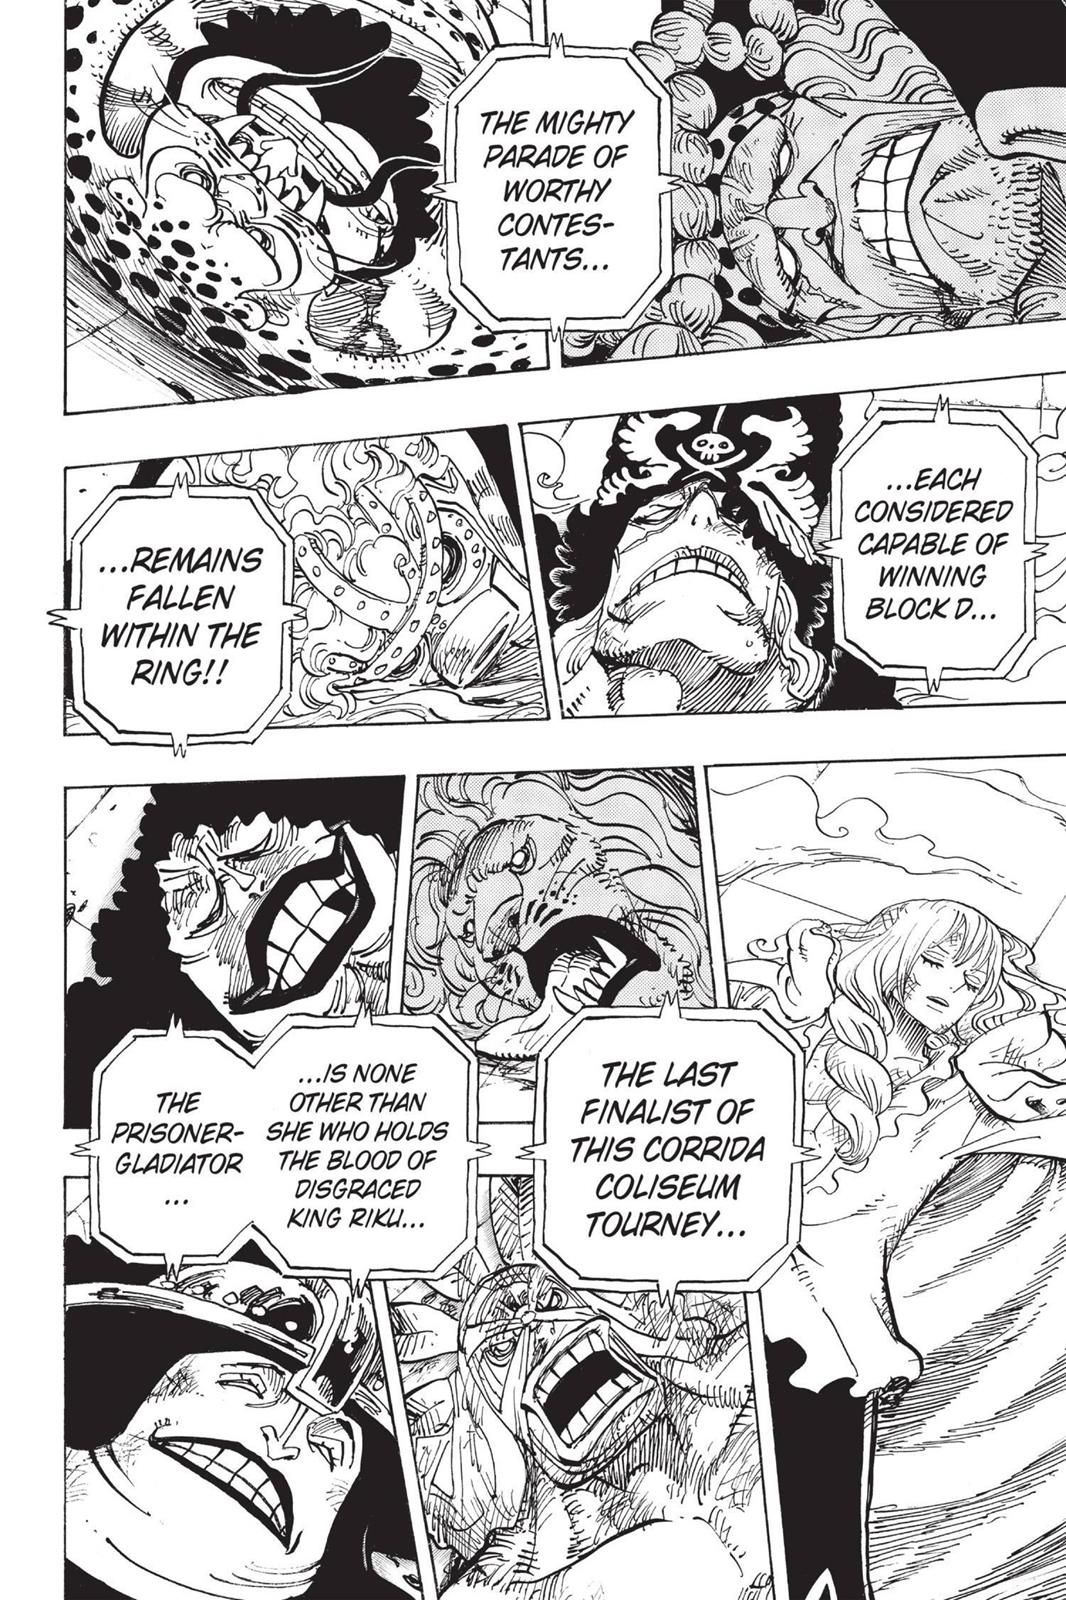 THE MIGHTY
PARADE OF
WORTHY
CONTES-
TANTS...
...EACH
CONSIDERED
CAPABLE OF
WINNING
BLOCK D...
...REMAINS
FALLEN
WITHIN THE
RING!!
THE LAST
FINALIST OF
THIS CORRIDA
COLISEUM
TOURNEY...
...IS NONE
OTHER THAN
SHE WHO HOLDS
THE BLOOD OF
DISGRACED
KING RIKU...
THE
PRISONER-
GLADIATOR
...